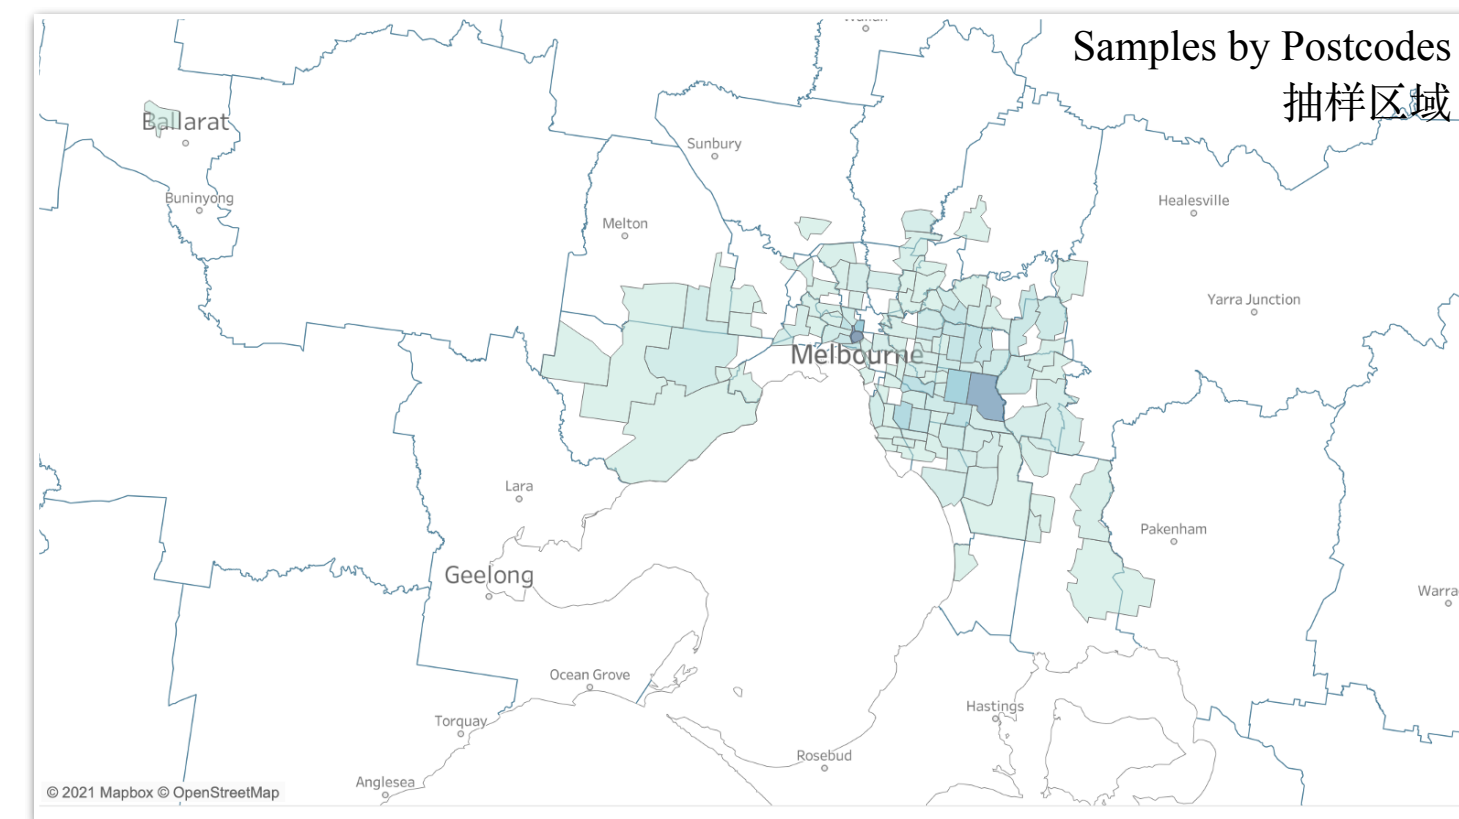 Samples by Postcodes
抽样区域
Ballarat
Sunbury
Buninyong
Melton
Healesville
Yarra Junction
Melbourne
Lara
Pakenham
Geelong
Ocean Grove
Hastings
Torquay
Rosebud
Anglesea
Warra
© 2021 Mapbox © OpenStreetMap